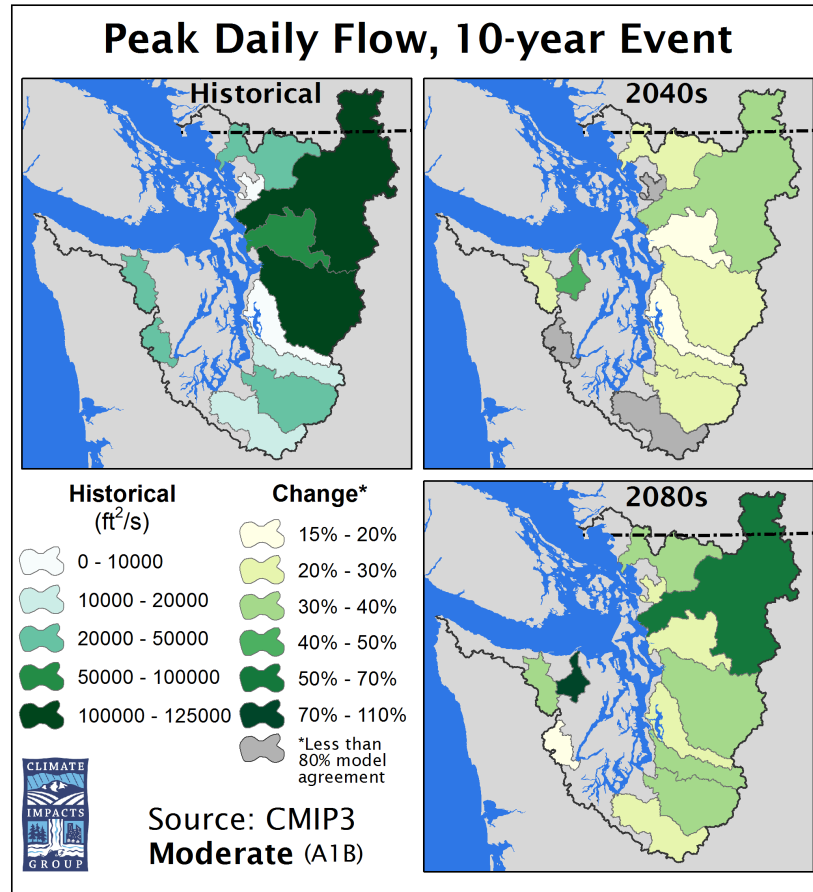 Peak Daily Flow, 10-year Event
Historical
2040s
Historical
(ft²/s)
0 - 10000
10000 - 20000
20000 - 50000
50000 - 100000
100000 - 125000
Change*
15% - 20%
20% - 30%
30% - 40%
40% - 50%
50% - 70%
70% - 110%
*Less than
80% model
agreement
2080s
CLIMATE
IMPACTS
GROUP
Source: CMIP3
Moderate (A1B)